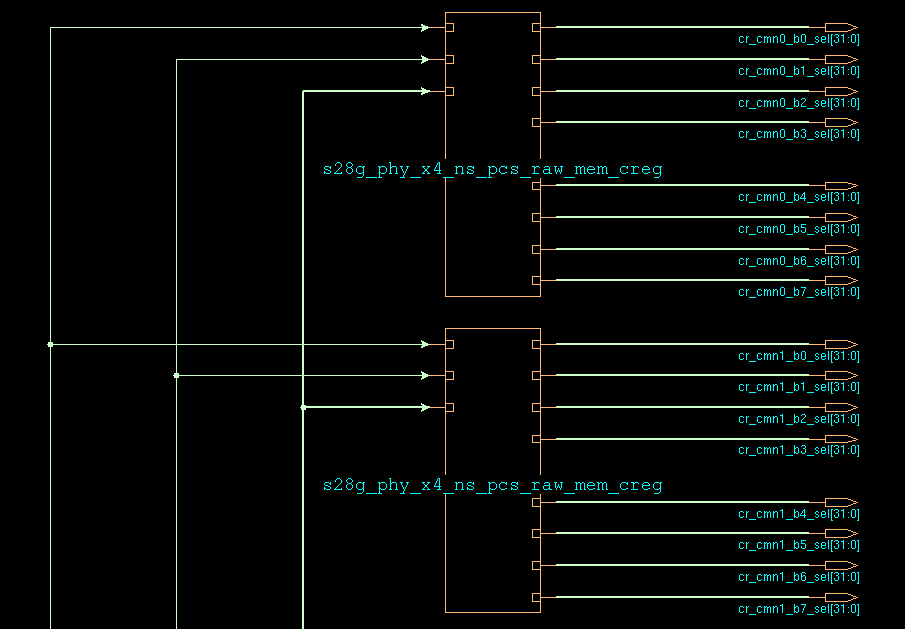 cr_cmn0_b0_sel[31:0]
cr_cmn0_b1_sel[31:0]
cr_cmn0_b2_sel[31:0]
cr_cmn0_b3_sel[31:0]
s28g_phy_x4_ns_pcs_raw_mem_creg
cr_cmn0_b4_sel[31:0]
cr_cmn0_b5_sel[31:0]
cr_cmn0_b6_sel[31:0]
cr_cmn0_b7_sel[31:0]
cr_cmn1_b0_sel[31:0]
cr_cmn1_b1_sel[31:0]
cr_cmn1_b2_sel[31:0]
cr_cmn1_b3_sel[31:0]
s28g_phy_x4_ns_pcs_raw_mem_creg
cr_cmn1_b4_sel[31:0]
cr_cmn1_b5_sel[31:0]
cr_cmn1_b6_sel[31:0]
cr_cmn1_b7_sel[31:0]